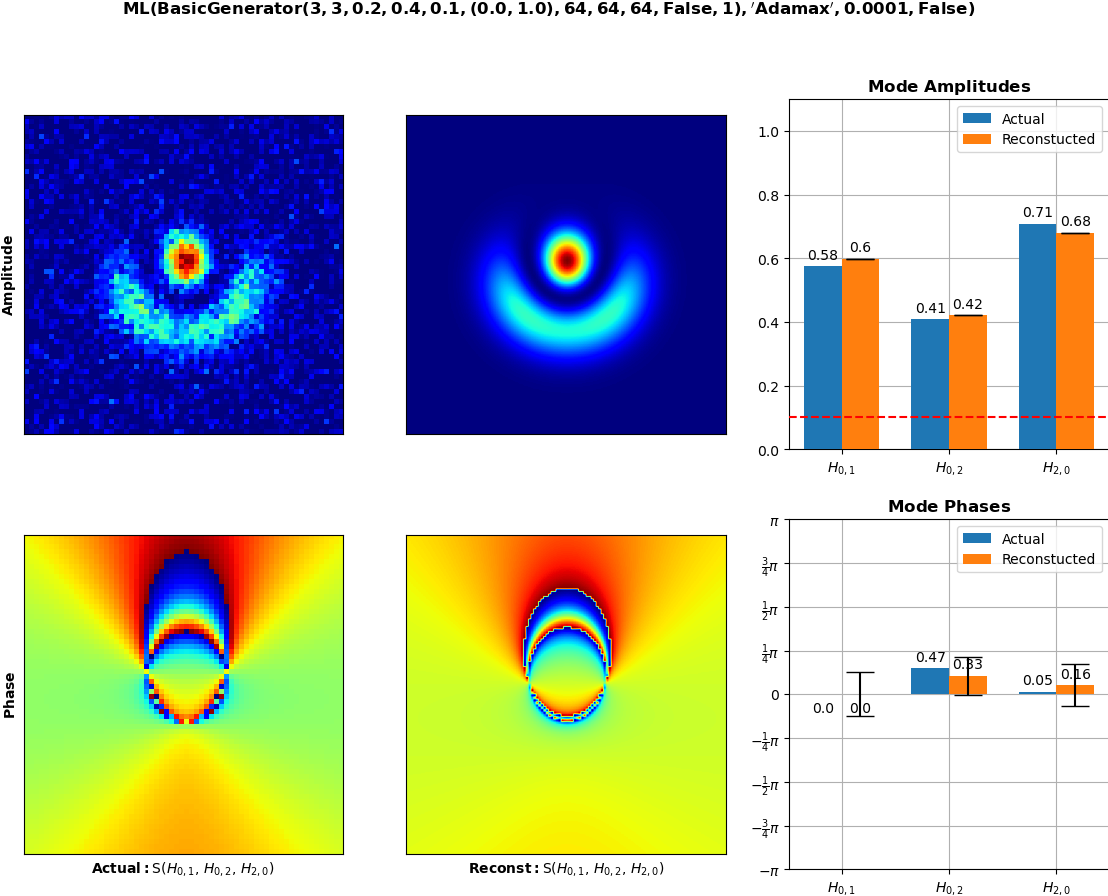 ML(BasicGenerator(3, 3, 0.2, 0.4, 0.1, (0.0, 1.0), 64, 64, 64, False, 1), ′Adamax′, 0.0001, False)
Amplitude
Mode Amplitudes
Actual
Reconstucted
1.0
0.8
0.6
0.4
0.2
0.0
0.58
0.6
0.41
0.42
0.71
0.68
H0,1
H0,2
H2,0
Phase
Actual: S(H0,1, H0,2, H2,0)
Reconst: S(H0,1, H0,2, H2,0)
Mode Phases
Actual
Reconstucted
π
3/4π
1/2π
1/4π
0
−1/4π
−1/2π
−3/4π
−π
0.0
0.0
0.47
0.33
0.05
0.16
H0,1
H0,2
H2,0